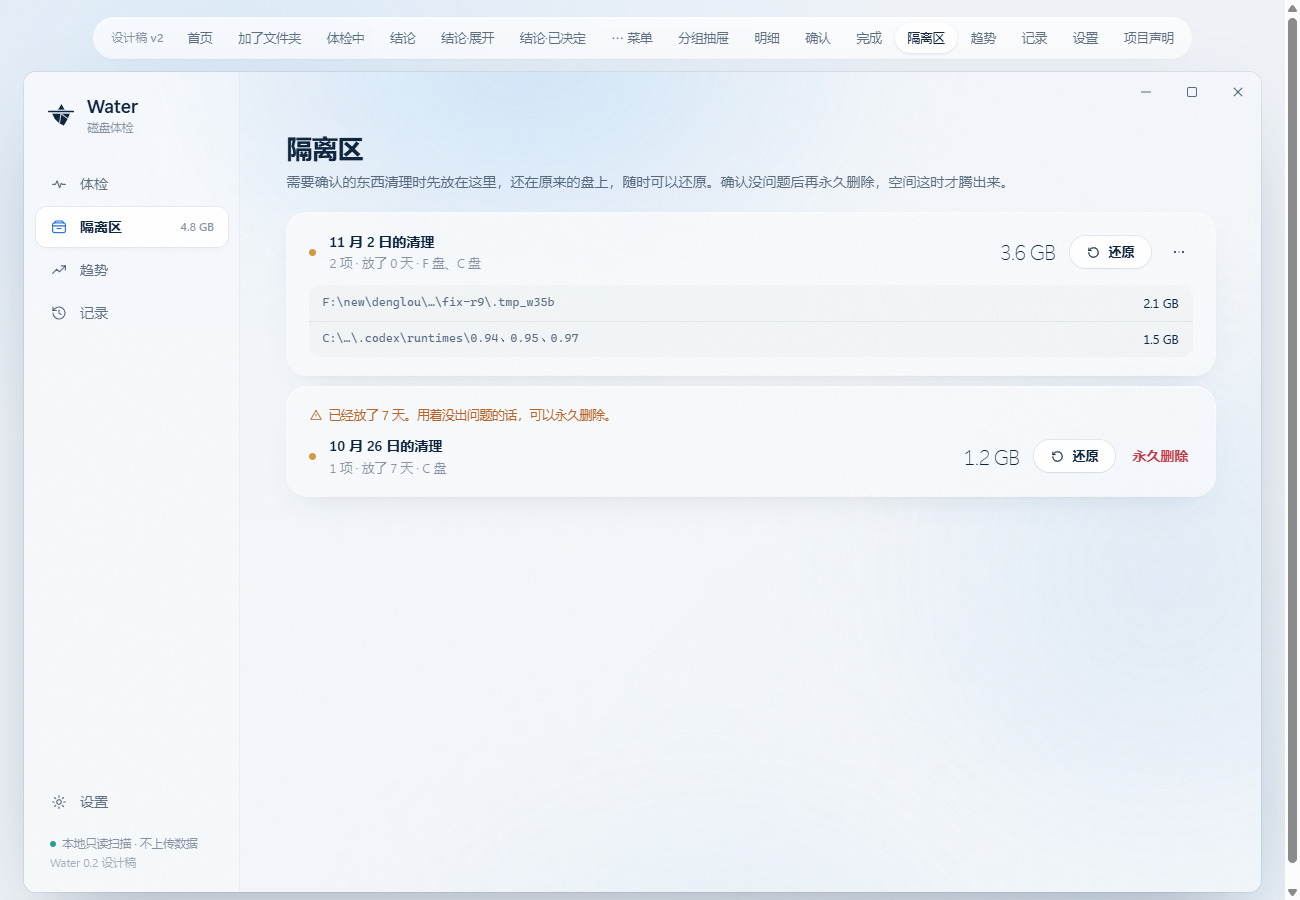 设计稿 v2 首页 加了文件夹 体检中 结论 结论·展开 结论·已决定 ··· 菜单 分组抽屉 明细 确认 完成 隔离区 趋势 记录 设置 项目声明
Water
磁盘体检
体检
隔离区 4.8 GB
趋势
记录
设置
本地只读扫描 · 不上传数据
Water 0.2 设计稿
隔离区
需要确认的东西清理时先放在这里，还在原来的盘上，随时可以还原。确认没问题后再永久删除，空间这时才腾出来。
11 月 2 日的清理
2 项 · 放了 0 天 · F 盘、C 盘
3.6 GB 还原 ···
F:\new\denglou\…\fix-r9\.tmp_w35b 2.1 GB
C:\…\.codex\runtimes\0.94、0.95、0.97 1.5 GB
已经放了 7 天。用着没出问题的话，可以永久删除。
10 月 26 日的清理
1 项 · 放了 7 天 · C 盘
1.2 GB 还原 永久删除